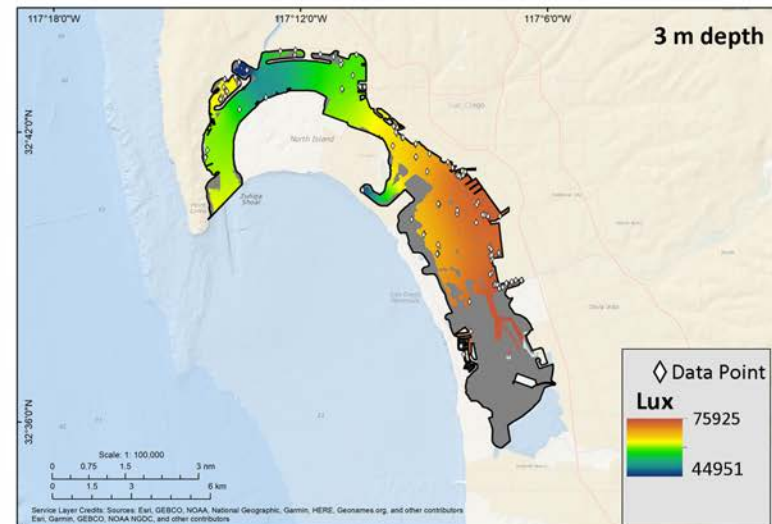 117°18'0"W 117°12'0"W 117°6'0"W
3 m depth
32°42'0"N
San Diego
North Island
Zuñiga
Shoal
32°36'0"N
Data Point
Lux
75925
44951
Scale: 1: 100,000
0 0.75 1.5 3 nm
0 1.5 3 6 km
Service Layer Credits: Sources: Esri, GEBCO, NOAA, National Geographic, Garmin, HERE, Geonames.org, and other contributors
Esri, Garmin, GEBCO, NOAA NGDC, and other contributors